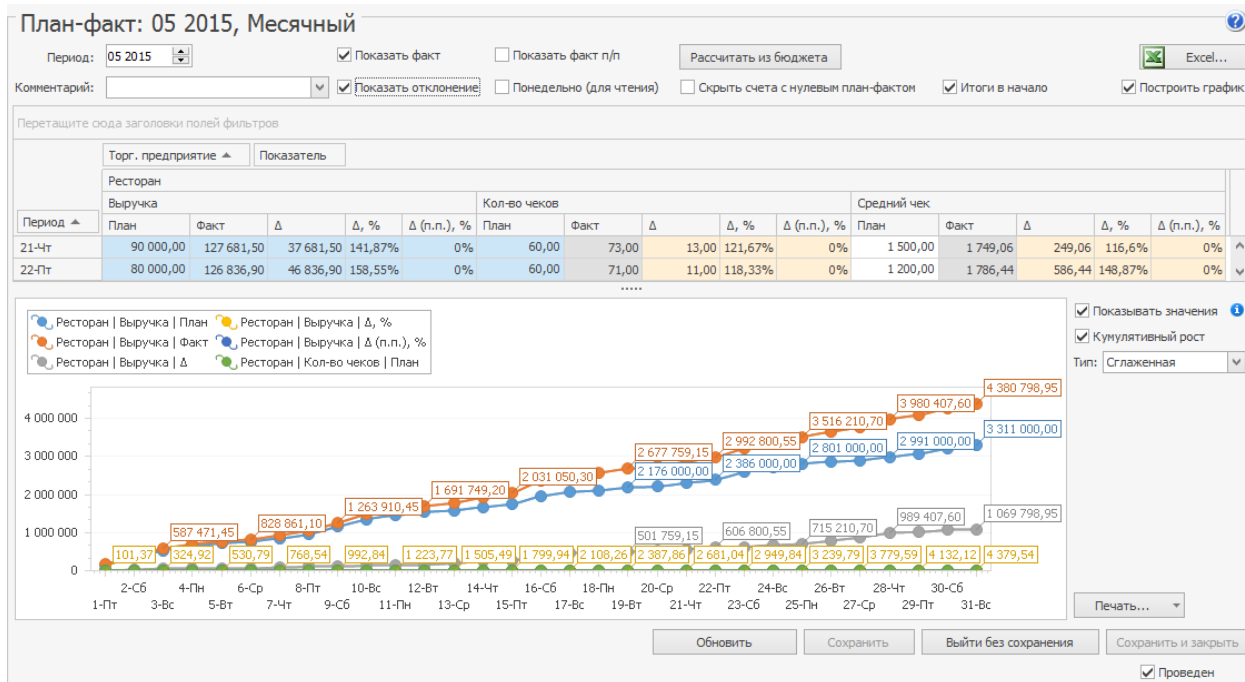 План-факт: 05 2015, Месячный
Период: 05 2015 Показать факт Показать факт п/п Рассчитать из бюджета Excel...
Комментарий: Показать отклонение Понедельно (для чтения) Скрыть счета с нулевым план-фактом Итоги в начало Построить график
Перетащите сюда заголовки полей фильтров
Торг. предприятие Показатель
Ресторан
Выручка Кол-во чеков Средний чек
Период План Факт Δ Δ, % Δ (п.п.), % План Факт Δ Δ, % Δ (п.п.), % План Факт Δ Δ, % Δ (п.п.), %
21-Чт 90 000,00 127 681,50 37 681,50 141,87% 0% 60,00 73,00 13,00 121,67% 0% 1 500,00 1 749,06 249,06 116,6% 0%
22-Пт 80 000,00 126 836,90 46 836,90 158,55% 0% 60,00 71,00 11,00 118,33% 0% 1 200,00 1 786,44 586,44 148,87% 0%
Ресторан | Выручка | План Ресторан | Выручка | Δ, %
Ресторан | Выручка | Факт Ресторан | Выручка | Δ (п.п.), %
Ресторан | Выручка | Δ Ресторан | Кол-во чеков | План
Показывать значения
Кумулятивный рост
Тип: Сглаженная
4 380 798,95
3 980 407,60
4 000 000 3 516 210,70
3 311 000,00
3 000 000 2 677 759,15 2 992 800,55 2 801 000,00 2 991 000,00
2 031 050,30 2 176 000,00 2 386 000,00
2 000 000 1 263 910,45 1 691 749,20
1 000 000 587 471,45 828 861,10 501 759,15 606 800,55 715 210,70 989 407,60 1 069 798,95
101,37 324,92 530,79 768,54 992,84 1 223,77 1 505,49 1 799,94 2 108,26 2 387,86 2 681,04 2 949,84 3 239,79 3 779,59 4 132,12 4 379,54
0
2-Сб 4-Пн 6-Ср 8-Пт 10-Вс 12-Вт 14-Чт 16-Сб 18-Пн 20-Ср 22-Пт 24-Вс 26-Вт 28-Чт 30-Сб
1-Пт 3-Вс 5-Вт 7-Чт 9-Сб 11-Пн 13-Ср 15-Пт 17-Вс 19-Вт 21-Чт 23-Сб 25-Пн 27-Ср 29-Пт 31-Вс
Печать...
Обновить Сохранить Выйти без сохранения Сохранить и закрыть
Проведен